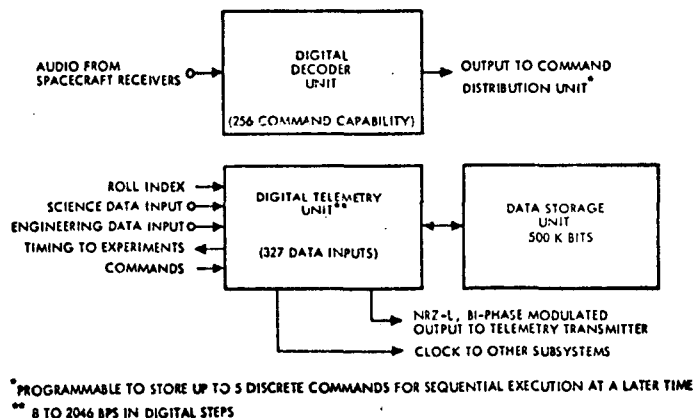 AUDIO FROM
SPACECRAFT RECEIVERS
DIGITAL
DECODER
UNIT
(256 COMMAND CAPABILITY)
OUTPUT TO COMMAND
DISTRIBUTION UNIT*
ROLL INDEX
SCIENCE DATA INPUT
ENGINEERING DATA INPUT
TIMING TO EXPERIMENTS
COMMANDS
DIGITAL TELEMETRY
UNIT**
(327 DATA INPUTS)
DATA STORAGE
UNIT
500 K BITS
NRZ-L, BI-PHASE MODULATED
OUTPUT TO TELEMETRY TRANSMITTER
CLOCK TO OTHER SUBSYSTEMS
*PROGRAMMABLE TO STORE UP TO 5 DISCRETE COMMANDS FOR SEQUENTIAL EXECUTION AT A LATER TIME
** 8 TO 2046 BPS IN DIGITAL STEPS